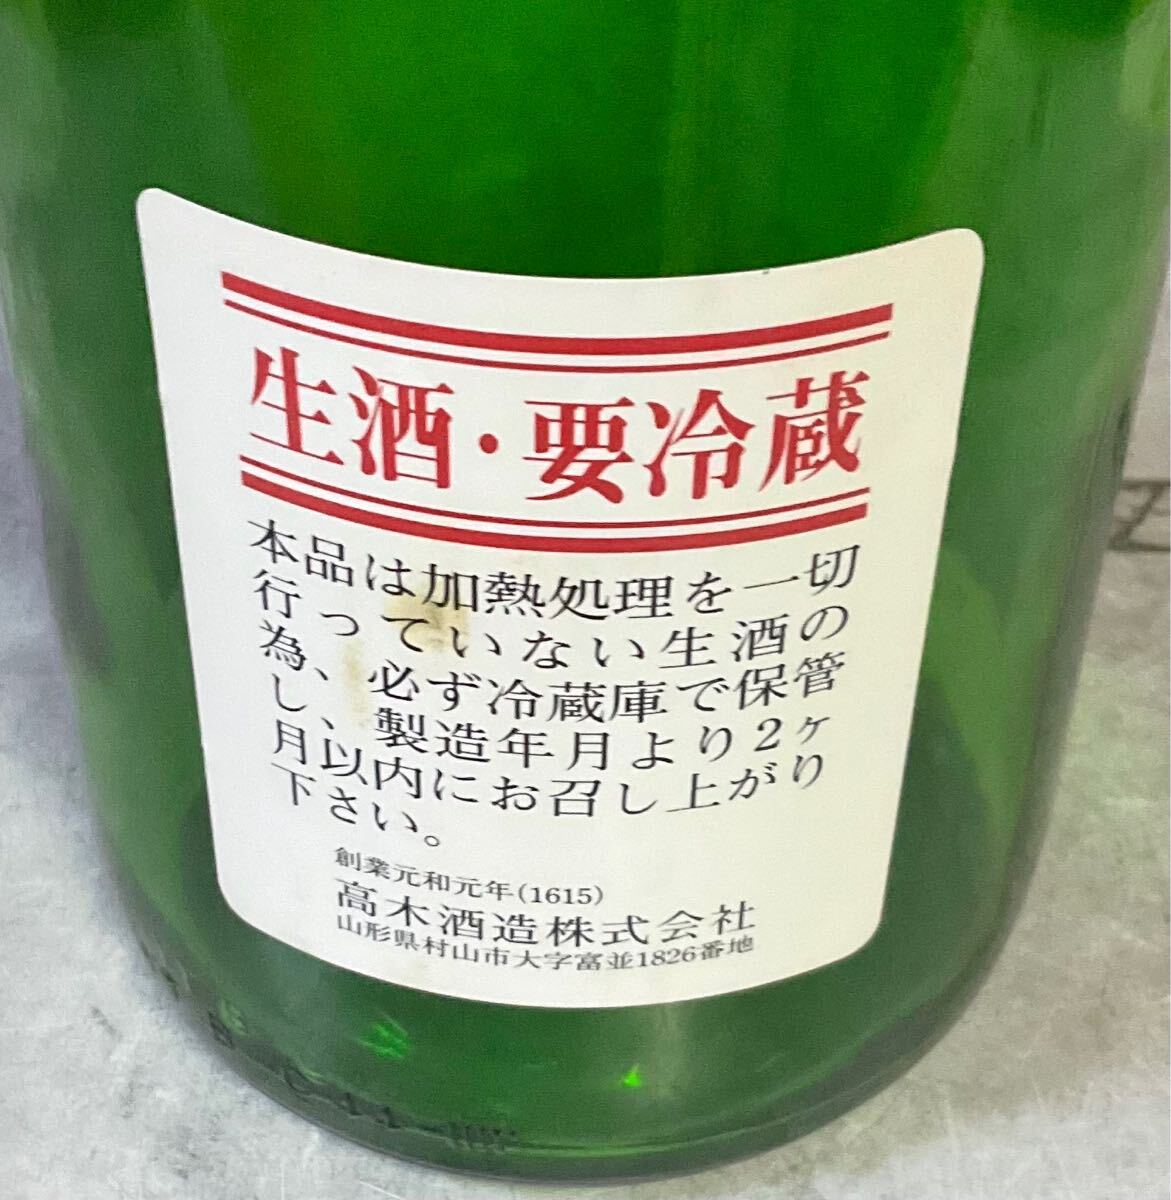 生酒・要冷蔵
本品は加熱処理を一切
行っていない生酒の
為、必ず冷蔵庫で保管
し、製造年月より2ヶ
月以内にお召し上がり
下さい。
創業元和元年(1615)
高木酒造株式会社
山形県村山市大字富並1826番地